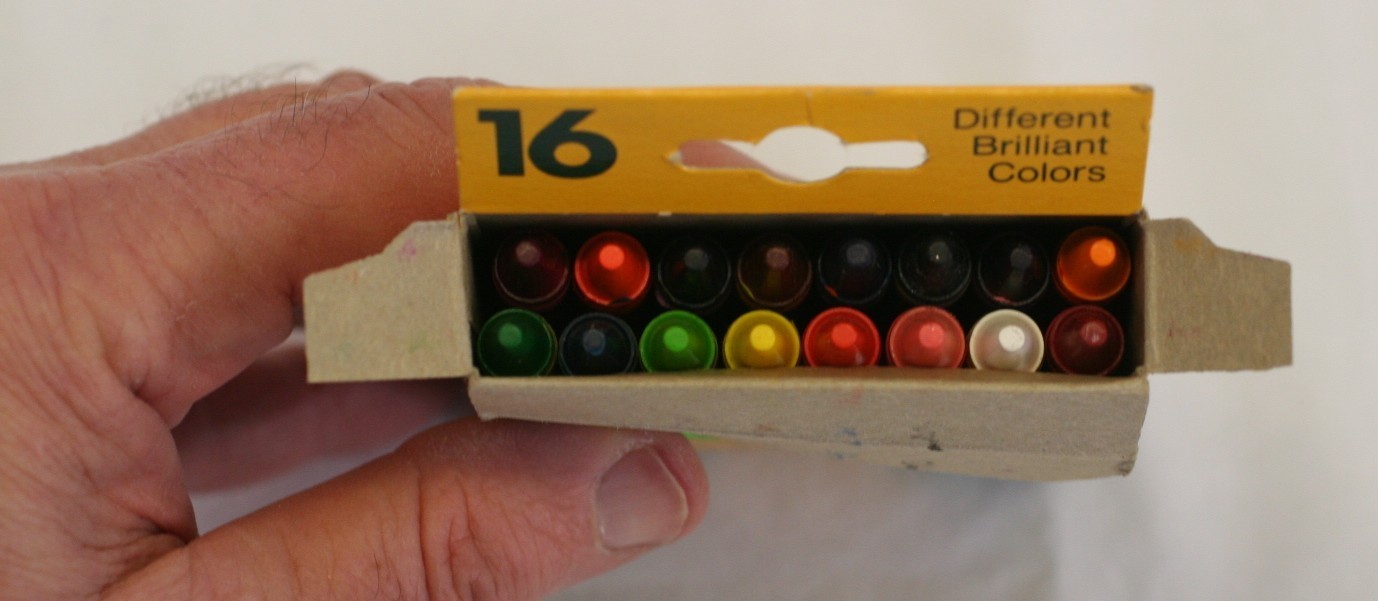 16
Different
Brilliant
Colors